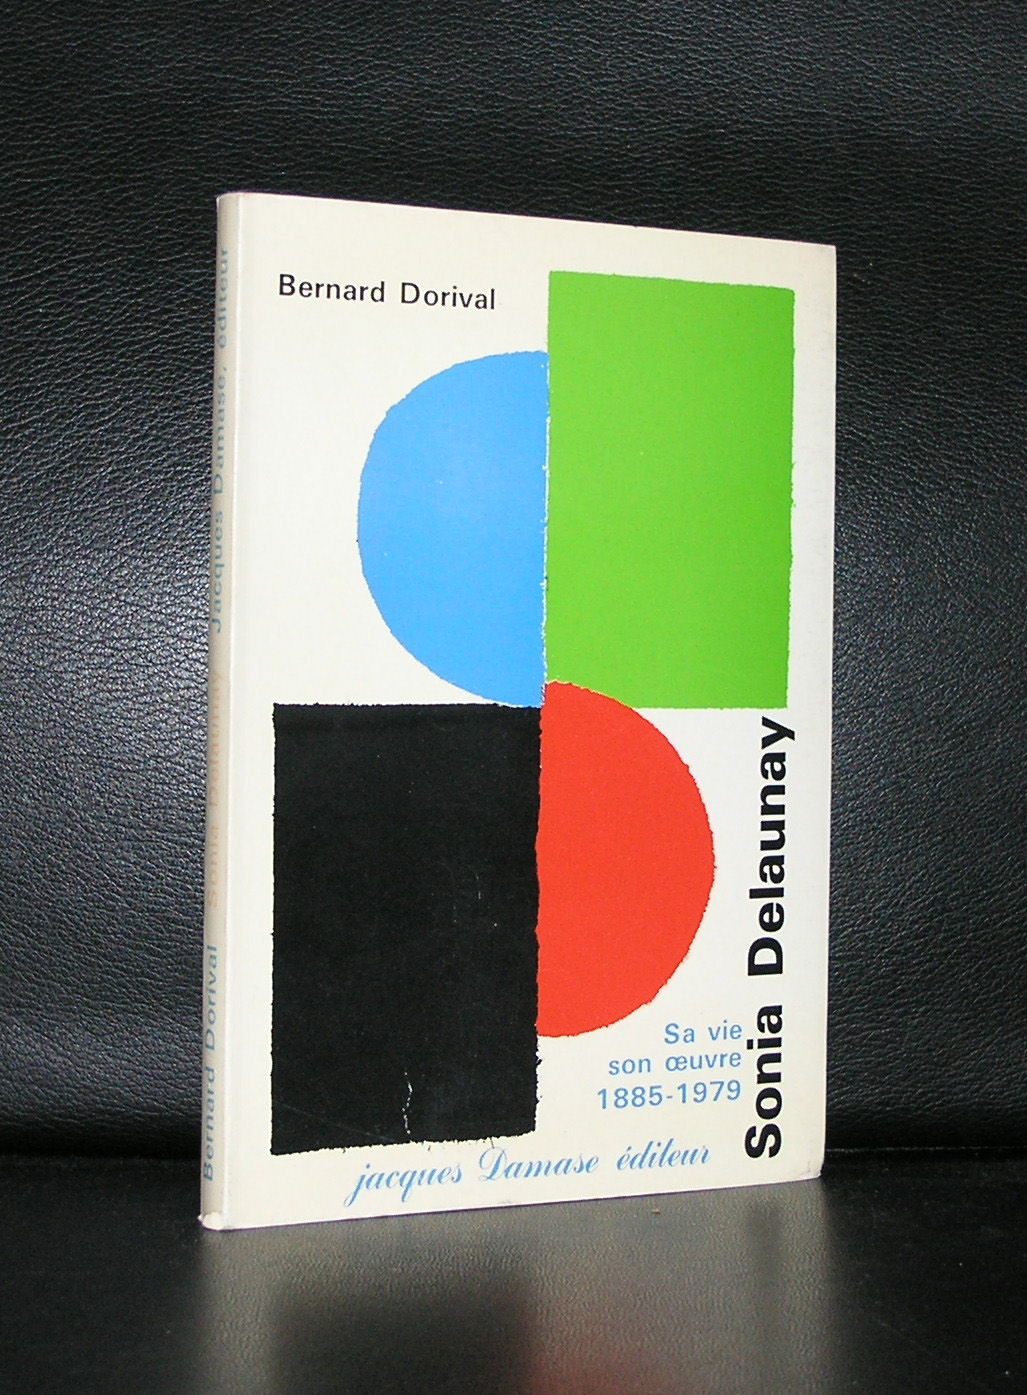 Bernard Dorival
Sonia Delaunay
Sa vie
son œuvre
1885-1979
jacques Damase éditeur
Bernard Dorival Sonia Delaunay Jacques Damase, éditeur